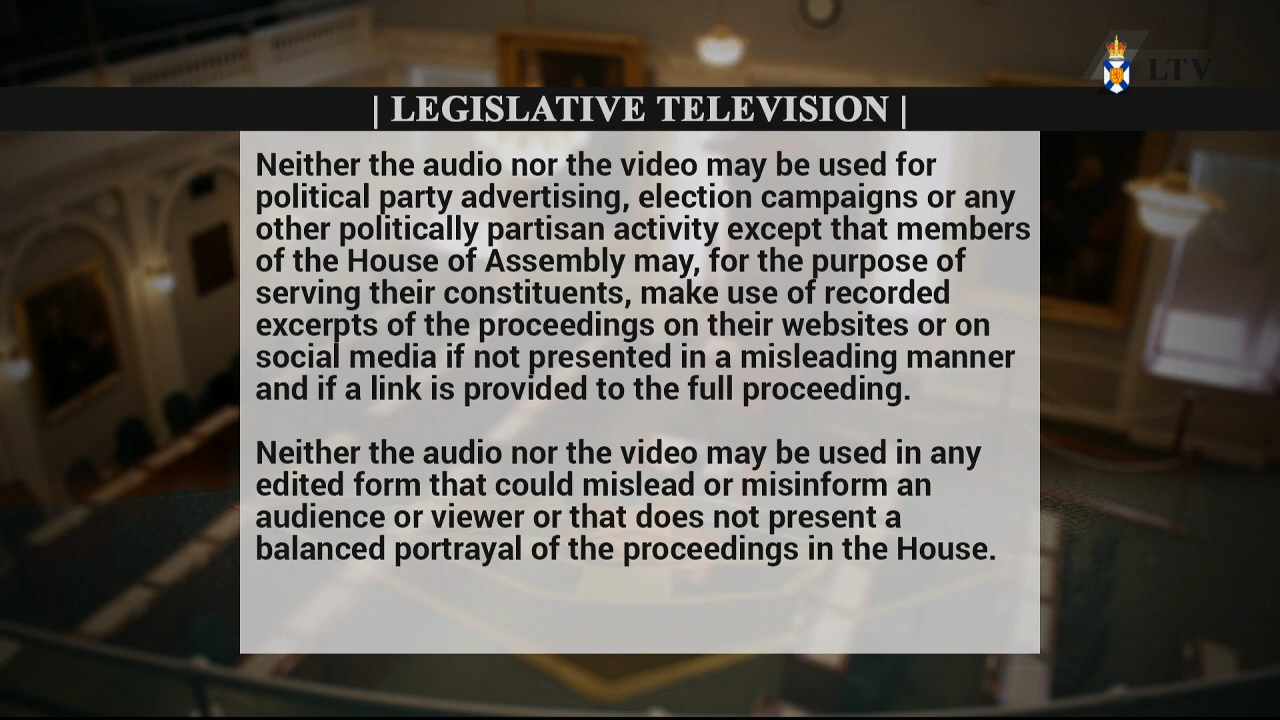 LTV
| LEGISLATIVE TELEVISION |
Neither the audio nor the video may be used for
political party advertising, election campaigns or any
other politically partisan activity except that members
of the House of Assembly may, for the purpose of
serving their constituents, make use of recorded
excerpts of the proceedings on their websites or on
social media if not presented in a misleading manner
and if a link is provided to the full proceeding.
Neither the audio nor the video may be used in any
edited form that could mislead or misinform an
audience or viewer or that does not present a
balanced portrayal of the proceedings in the House.